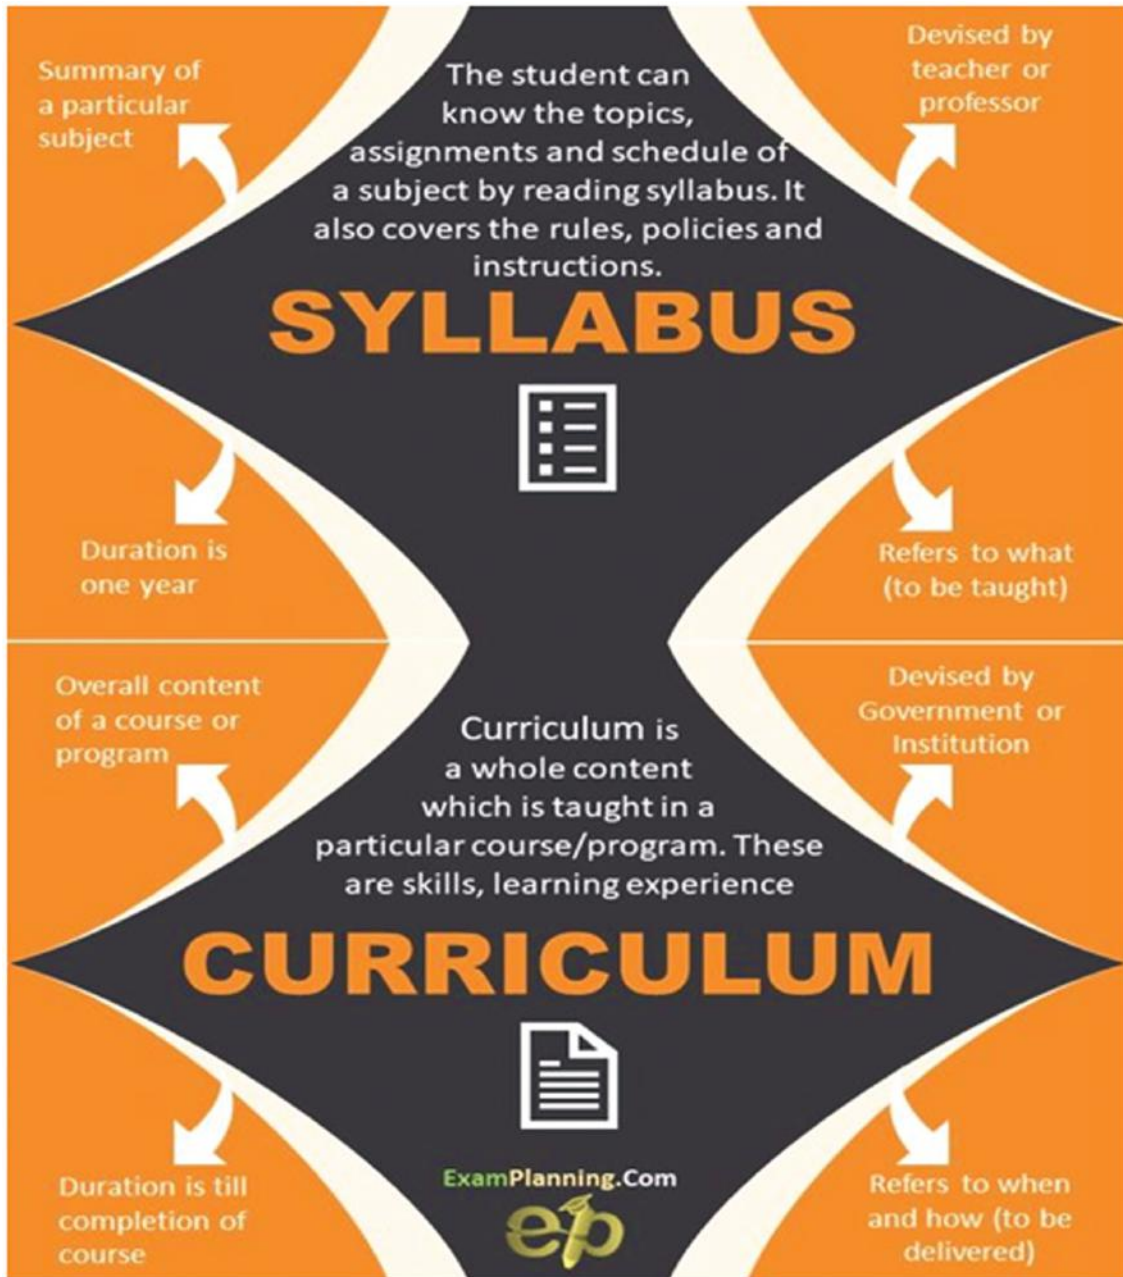 Summary of
a particular
subject
The student can
know the topics,
assignments and schedule of
a subject by reading syllabus. It
also covers the rules, policies and
instructions.
Devised by
teacher or
professor
SYLLABUS
Duration is
one year
Refers to what
(to be taught)
Overall content
of a course or
program
Curriculum is
a whole content
which is taught in a
particular course/program. These
are skills, learning experience
Devised by
Government or
Institution
CURRICULUM
Duration is till
completion of
course
ExamPlanning.Com
ep
Refers to when
and how (to be
delivered)